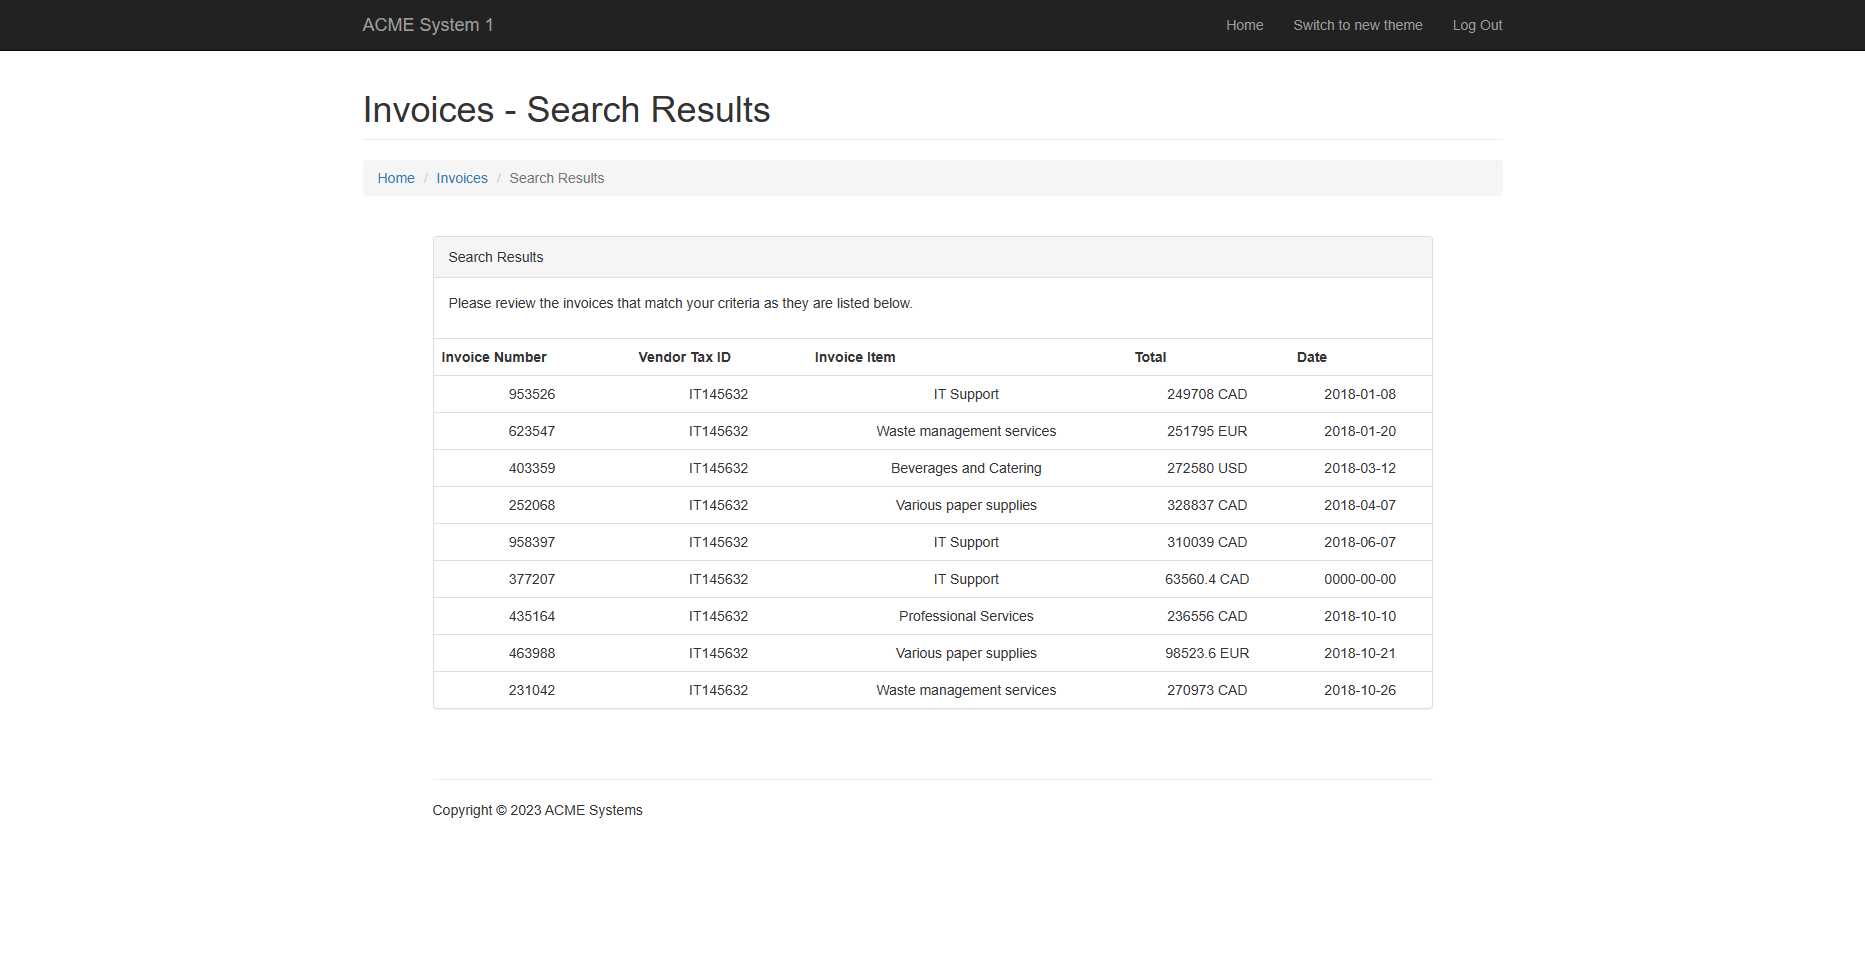 ACME System 1 Home Switch to new theme Log Out
Invoices - Search Results
Home / Invoices / Search Results
Search Results
Please review the invoices that match your criteria as they are listed below.
Invoice Number Vendor Tax ID Invoice Item Total Date
953526 IT145632 IT Support 249708 CAD 2018-01-08
623547 IT145632 Waste management services 251795 EUR 2018-01-20
403359 IT145632 Beverages and Catering 272580 USD 2018-03-12
252068 IT145632 Various paper supplies 328837 CAD 2018-04-07
958397 IT145632 IT Support 310039 CAD 2018-06-07
377207 IT145632 IT Support 63560.4 CAD 0000-00-00
435164 IT145632 Professional Services 236556 CAD 2018-10-10
463988 IT145632 Various paper supplies 98523.6 EUR 2018-10-21
231042 IT145632 Waste management services 270973 CAD 2018-10-26
Copyright © 2023 ACME Systems